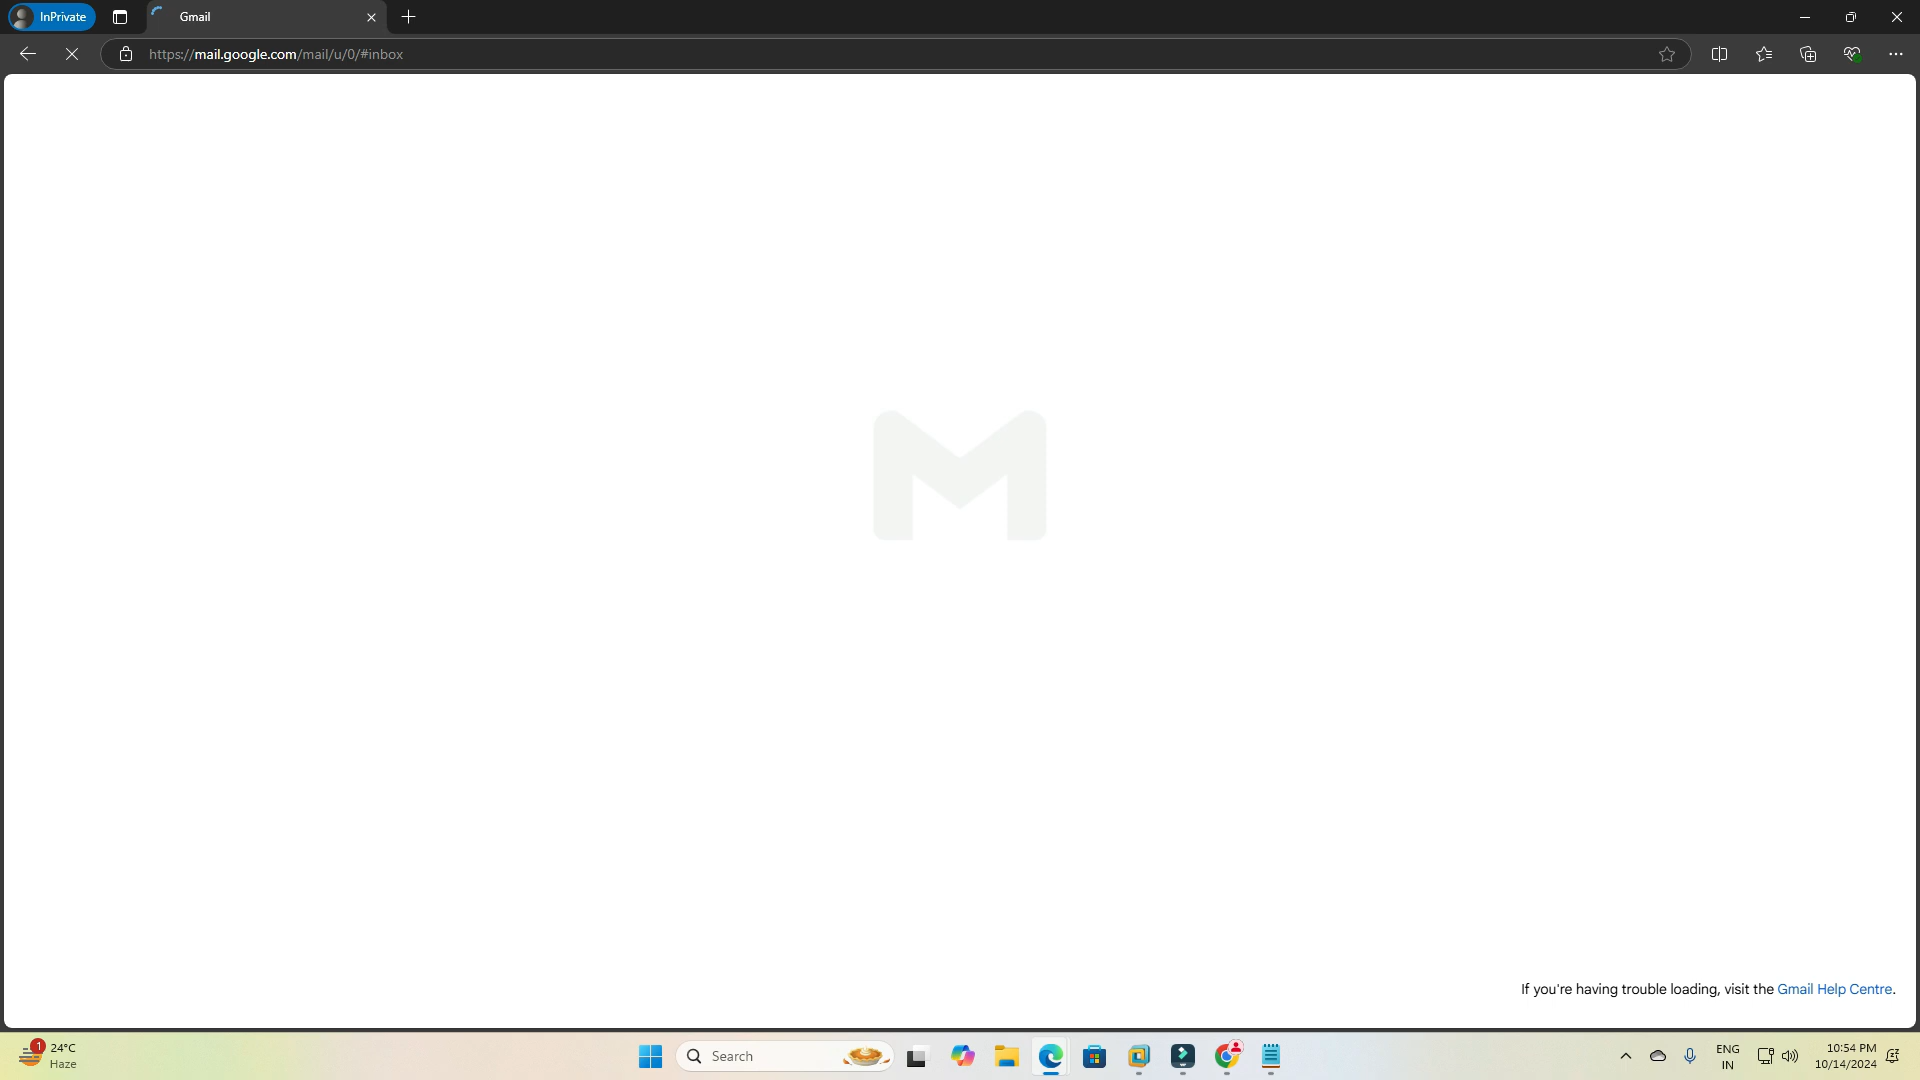 InPrivate
Gmail
https://mail.google.com/mail/u/0/#inbox
If you're having trouble loading, visit the Gmail Help Centre.
1
24°C
Haze
Search
ENG
IN
10:54 PM
10/14/2024